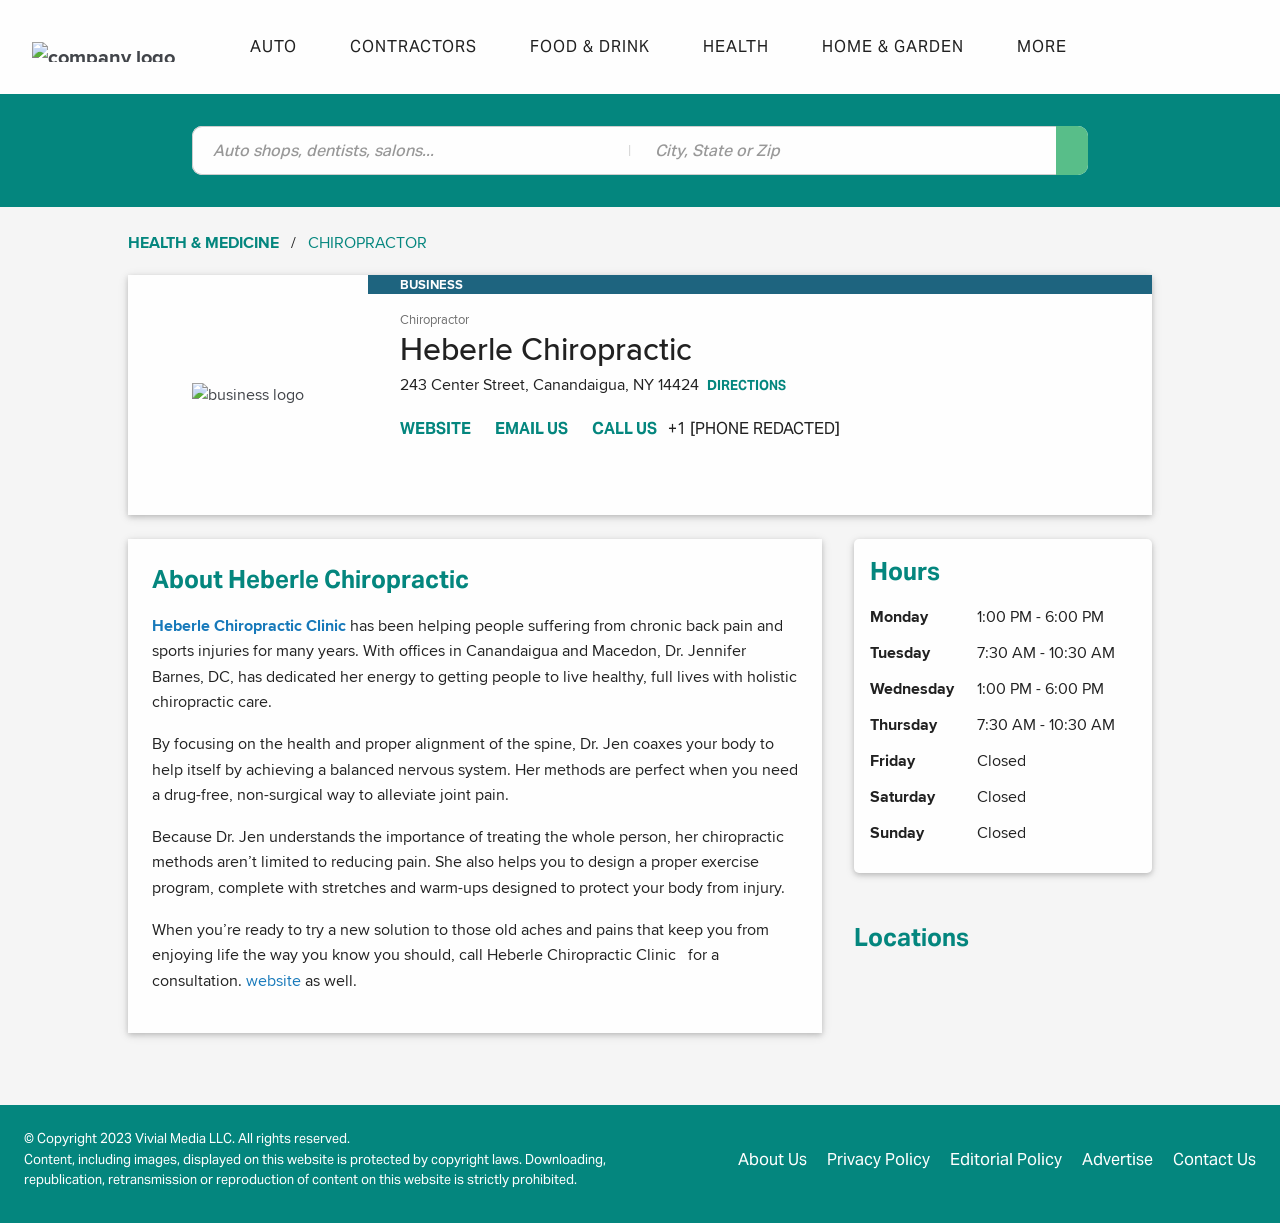 company logo
AUTO CONTRACTORS FOOD & DRINK HEALTH HOME & GARDEN MORE
Auto shops, dentists, salons... City, State or Zip
HEALTH & MEDICINE / CHIROPRACTOR
BUSINESS
business logo
Chiropractor
Heberle Chiropractic
243 Center Street, Canandaigua, NY 14424 DIRECTIONS
WEBSITE EMAIL US CALL US +1 [PHONE REDACTED]
About Heberle Chiropractic
Heberle Chiropractic Clinic has been helping people suffering from chronic back pain and
sports injuries for many years. With offices in Canandaigua and Macedon, Dr. Jennifer
Barnes, DC, has dedicated her energy to getting people to live healthy, full lives with holistic
chiropractic care.
By focusing on the health and proper alignment of the spine, Dr. Jen coaxes your body to
help itself by achieving a balanced nervous system. Her methods are perfect when you need
a drug-free, non-surgical way to alleviate joint pain.
Because Dr. Jen understands the importance of treating the whole person, her chiropractic
methods aren’t limited to reducing pain. She also helps you to design a proper exercise
program, complete with stretches and warm-ups designed to protect your body from injury.
When you’re ready to try a new solution to those old aches and pains that keep you from
enjoying life the way you know you should, call Heberle Chiropractic Clinic for a
consultation. website as well.
Hours
Monday 1:00 PM - 6:00 PM
Tuesday 7:30 AM - 10:30 AM
Wednesday 1:00 PM - 6:00 PM
Thursday 7:30 AM - 10:30 AM
Friday Closed
Saturday Closed
Sunday Closed
Locations
© Copyright 2023 Vivial Media LLC. All rights reserved.
Content, including images, displayed on this website is protected by copyright laws. Downloading,
republication, retransmission or reproduction of content on this website is strictly prohibited.
About Us Privacy Policy Editorial Policy Advertise Contact Us